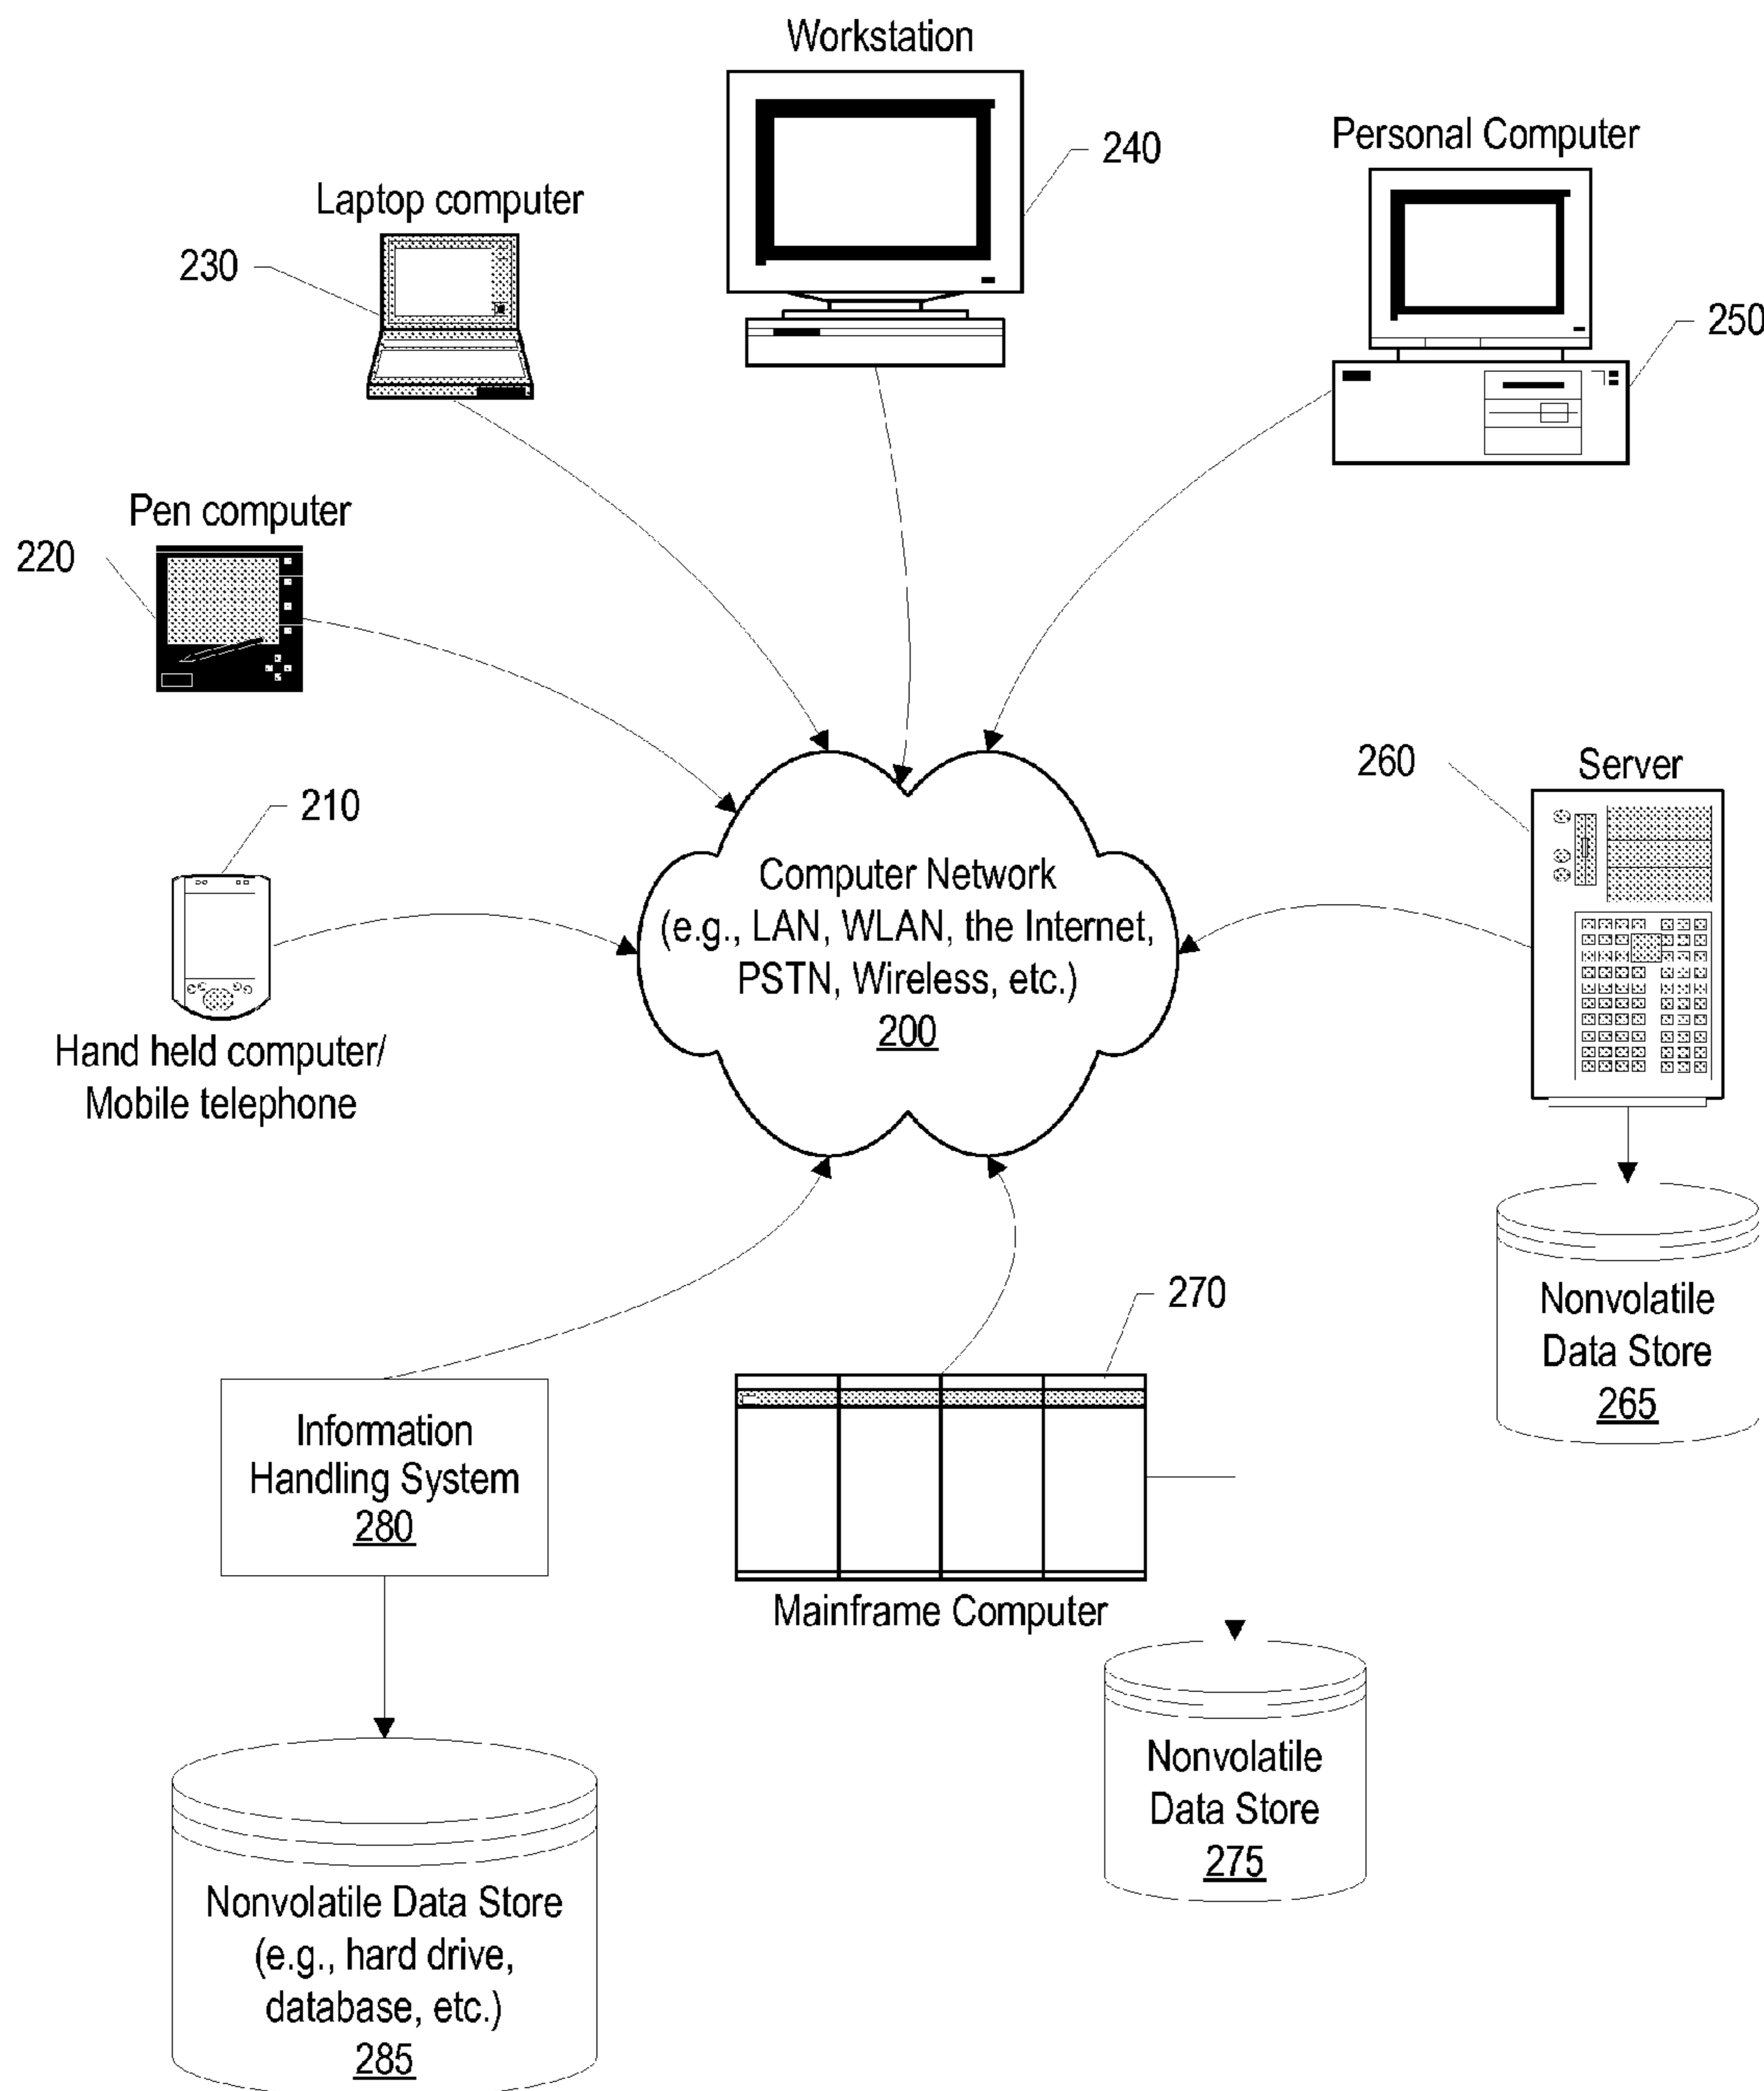 Workstation
240
Personal Computer
250
Laptop computer
230
Pen computer
220
210
Hand held computer/
Mobile telephone
Computer Network
(e.g., LAN, WLAN, the Internet,
PSTN, Wireless, etc.)
200
260
Server
Nonvolatile
Data Store
265
270
Mainframe Computer
Nonvolatile
Data Store
275
Information
Handling System
280
Nonvolatile Data Store
(e.g., hard drive,
database, etc.)
285